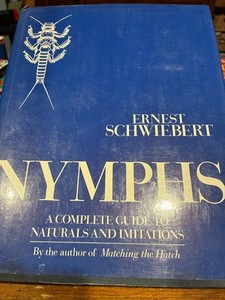 ERNEST
SCHWIEBERT
NYMPHS
A COMPLETE GUIDE TO
NATURALS AND IMITATIONS
By the author of Matching the Hatch